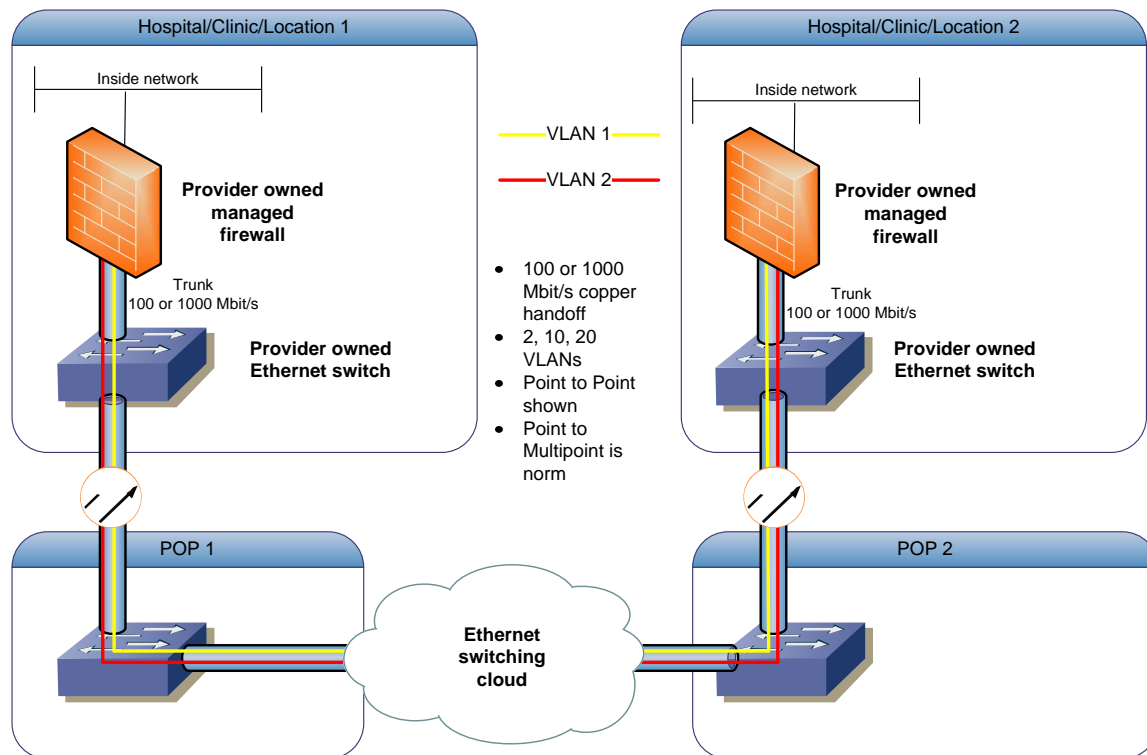 Hospital/Clinic/Location 1
Inside network
Provider owned
managed
firewall
Trunk
100 or 1000 Mbit/s
Provider owned
Ethernet switch
VLAN 1
VLAN 2
• 100 or 1000
Mbit/s copper
handoff
• 2, 10, 20
VLANs
• Point to Point
shown
• Point to
Multipoint is
norm
Hospital/Clinic/Location 2
Inside network
Provider owned
managed
firewall
Trunk
100 or 1000 Mbit/s
Provider owned
Ethernet switch
POP 1
Ethernet
switching
cloud
POP 2